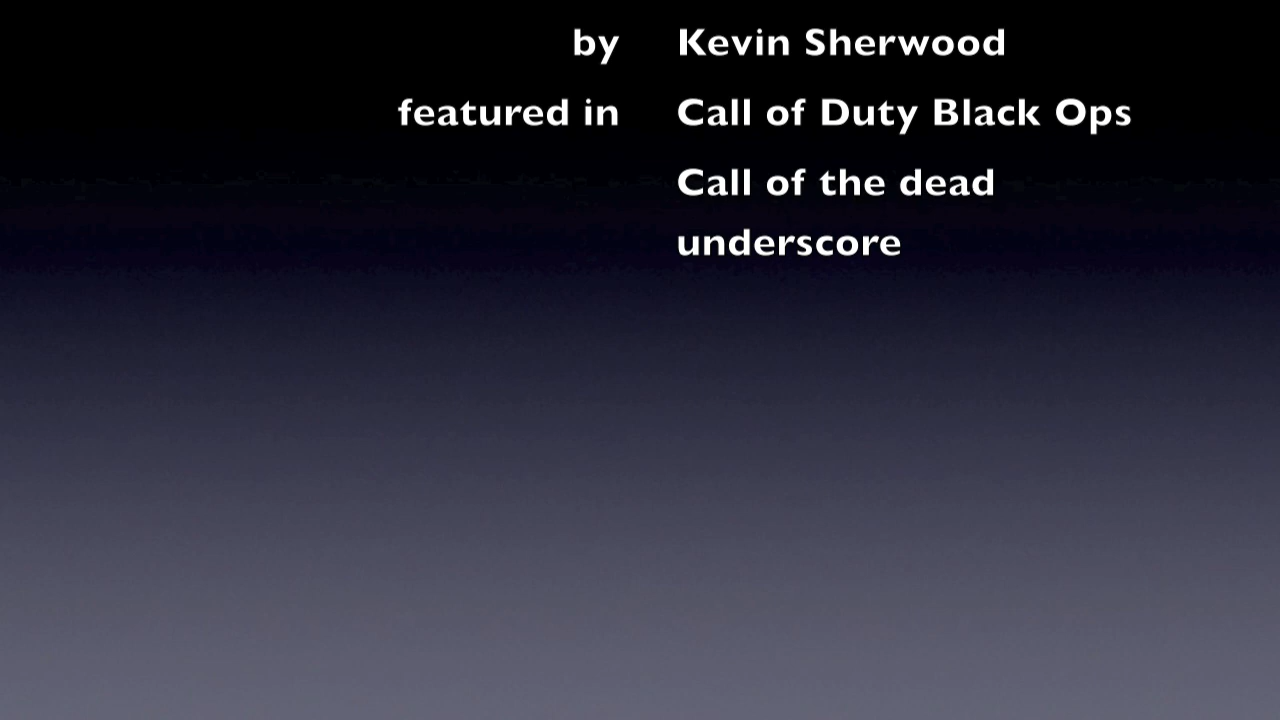 by Kevin Sherwood
featured in Call of Duty Black Ops
Call of the dead
underscore